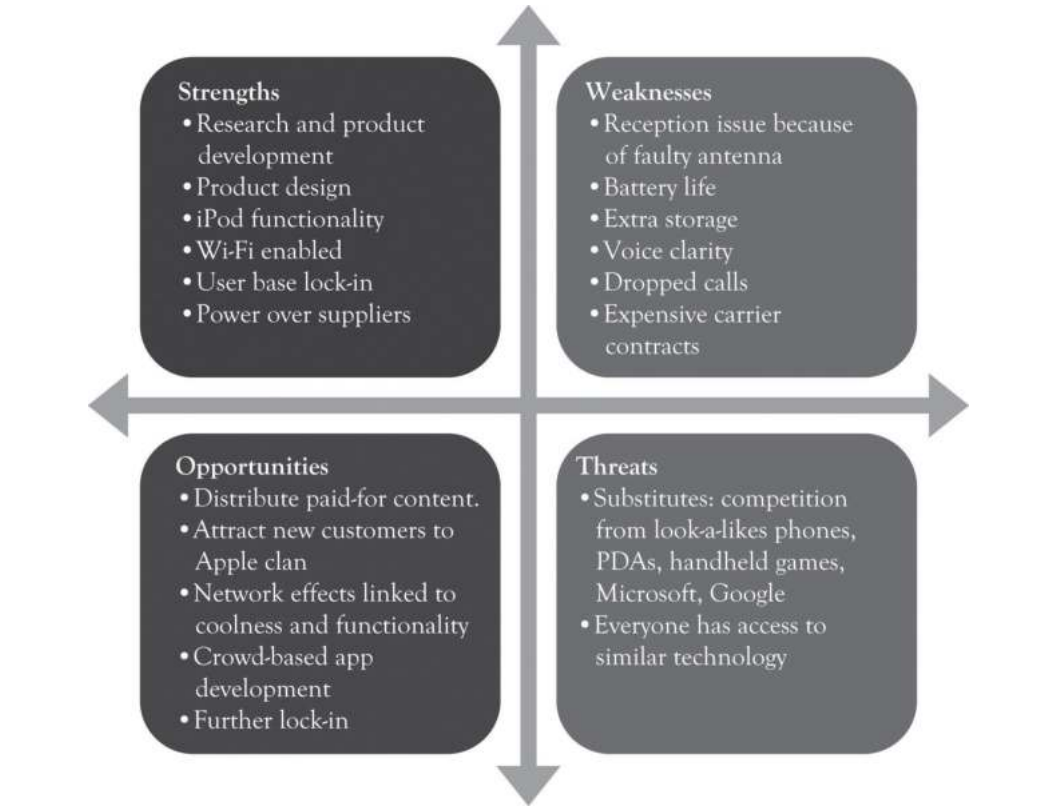 Strengths
• Research and product
development
• Product design
• iPod functionality
• Wi-Fi enabled
• User base lock-in
• Power over suppliers
Weaknesses
• Reception issue because
of faulty antenna
• Battery life
• Extra storage
• Voice clarity
• Dropped calls
• Expensive carrier
contracts
Opportunities
• Distribute paid-for content.
• Attract new customers to
Apple clan
• Network effects linked to
coolness and functionality
• Crowd-based app
development
• Further lock-in
Threats
• Substitutes: competition
from look-a-likes phones,
PDAs, handheld games,
Microsoft, Google
• Everyone has access to
similar technology